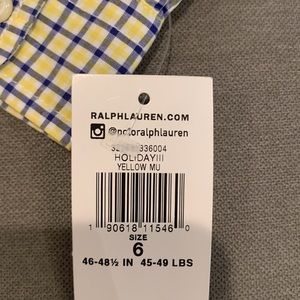 RALPHLAUREN.COM
@poloralphlauren
HOLIDAYIII
YELLOW MU
1 90618 11546 0
SIZE
6
46-48½ IN 45-49 LBS